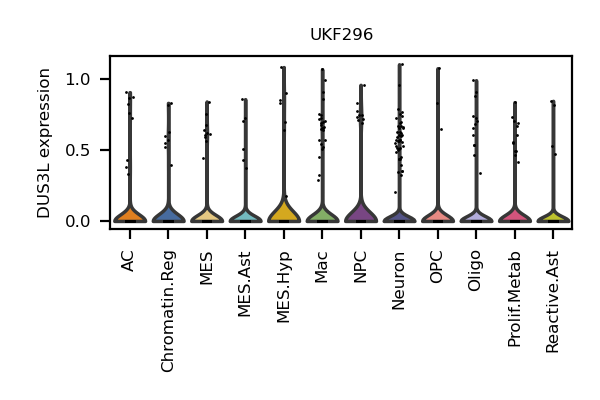 UKF296
DUS3L expression
1.0
0.5
0.0
AC
Chromatin.Reg
MES
MES.Ast
MES.Hyp
Mac
NPC
Neuron
OPC
Oligo
Prolif.Metab
Reactive.Ast